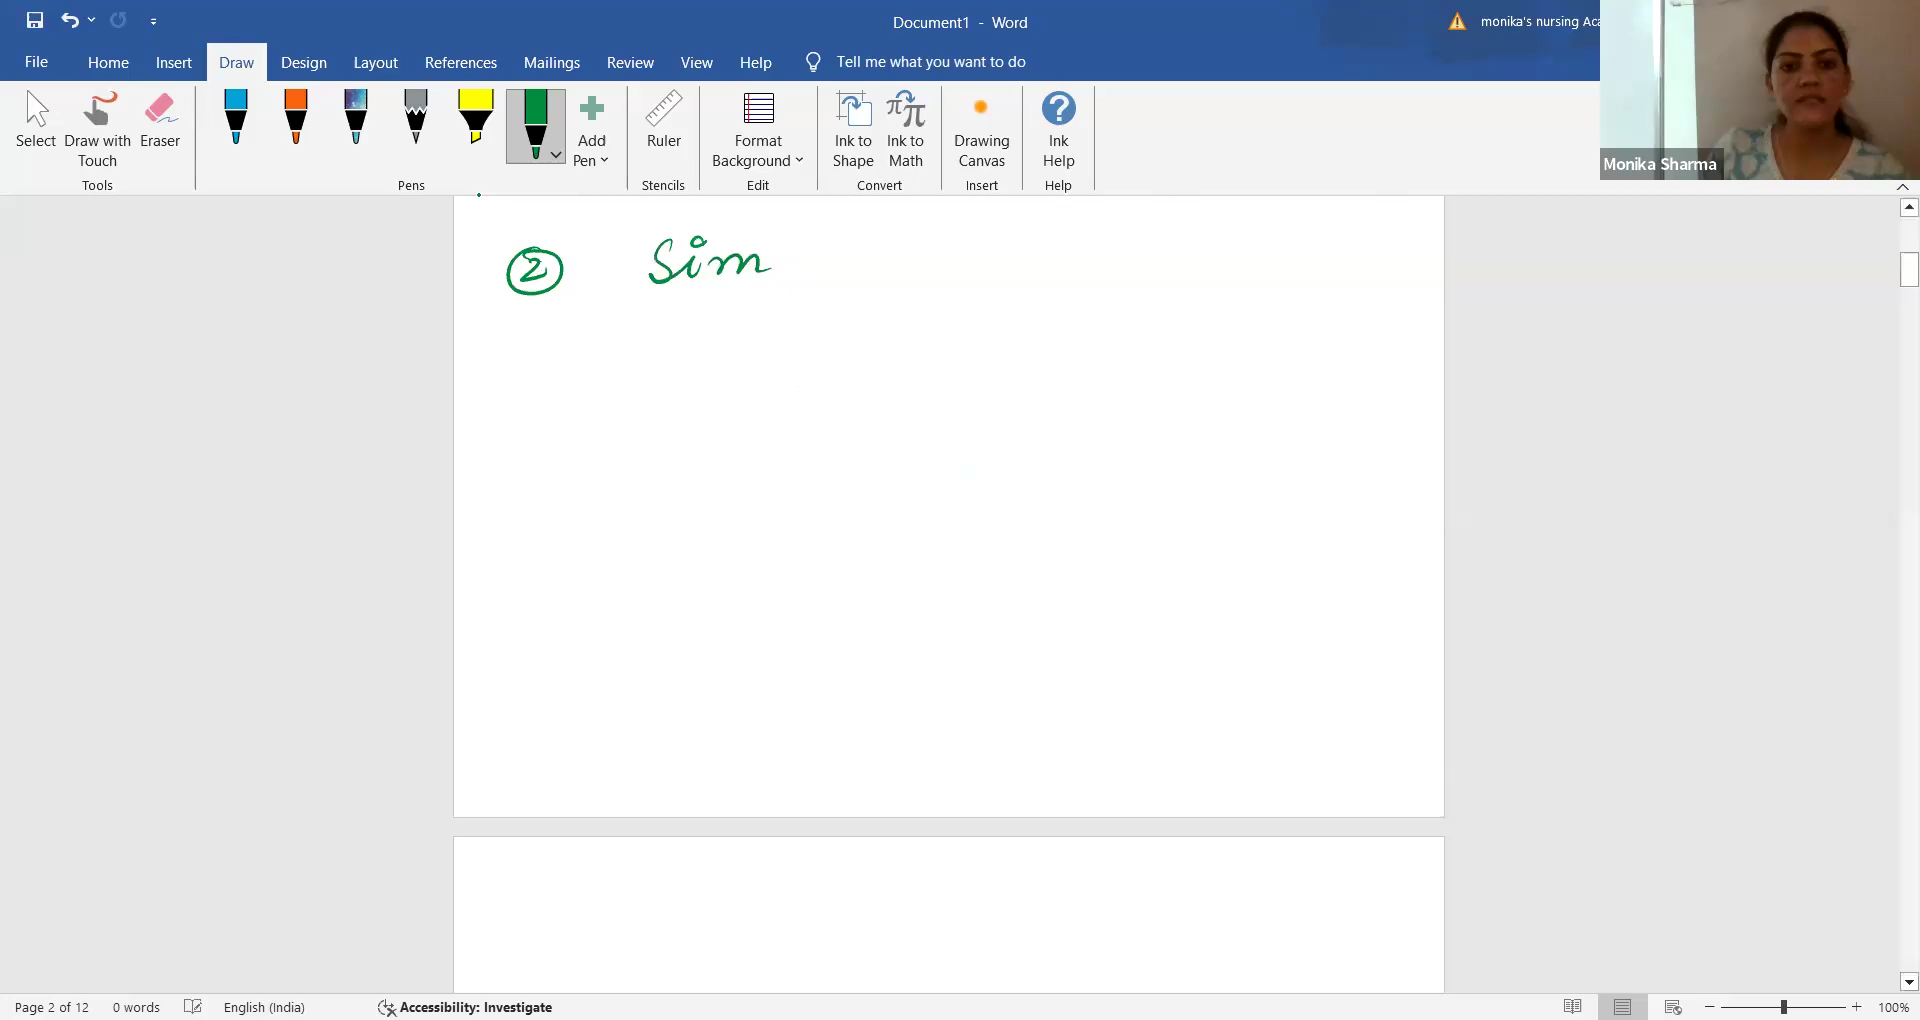 Document1 - Word
monika's nursing Aca
File Home Insert Draw Design Layout References Mailings Review View Help Tell me what you want to do
Select
Draw with Touch
Eraser
Add Pen
Ruler
Format Background
Ink to Shape
Ink to Math
Drawing Canvas
Ink Help
Monika Sharma
Tools Pens Stencils Edit Convert Insert Help
② Sim
Page 2 of 12 0 words English (India) Accessibility: Investigate 100%